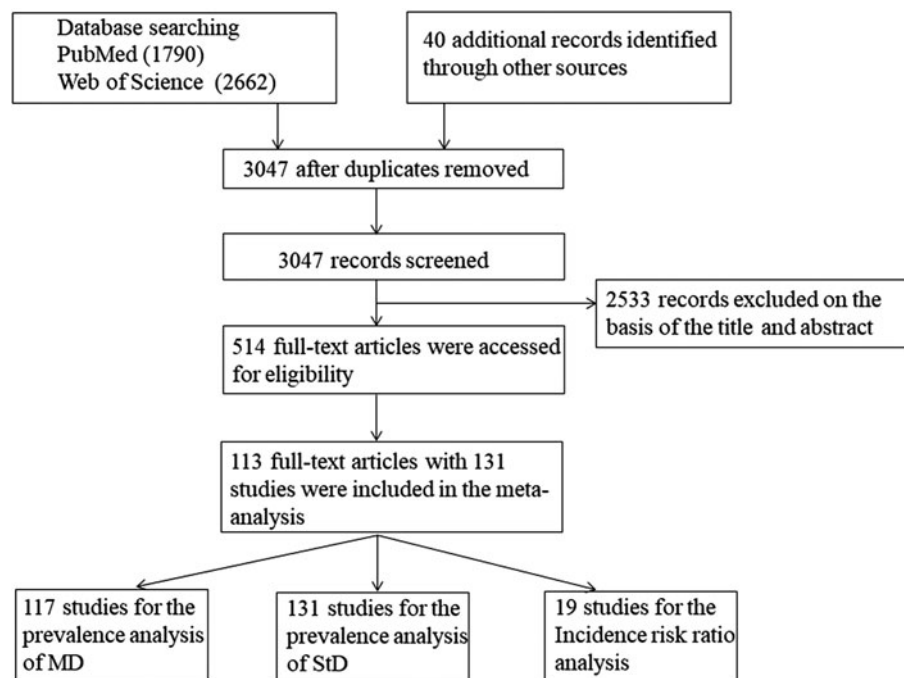 Database searching
PubMed (1790)
Web of Science (2662)
40 additional records identified
through other sources
3047 after duplicates removed
3047 records screened
2533 records excluded on the
basis of the title and abstract
514 full-text articles were accessed
for eligibility
113 full-text articles with 131
studies were included in the meta-
analysis
117 studies for the
prevalence analysis
of MD
131 studies for the
prevalence analysis
of StD
19 studies for the
Incidence risk ratio
analysis